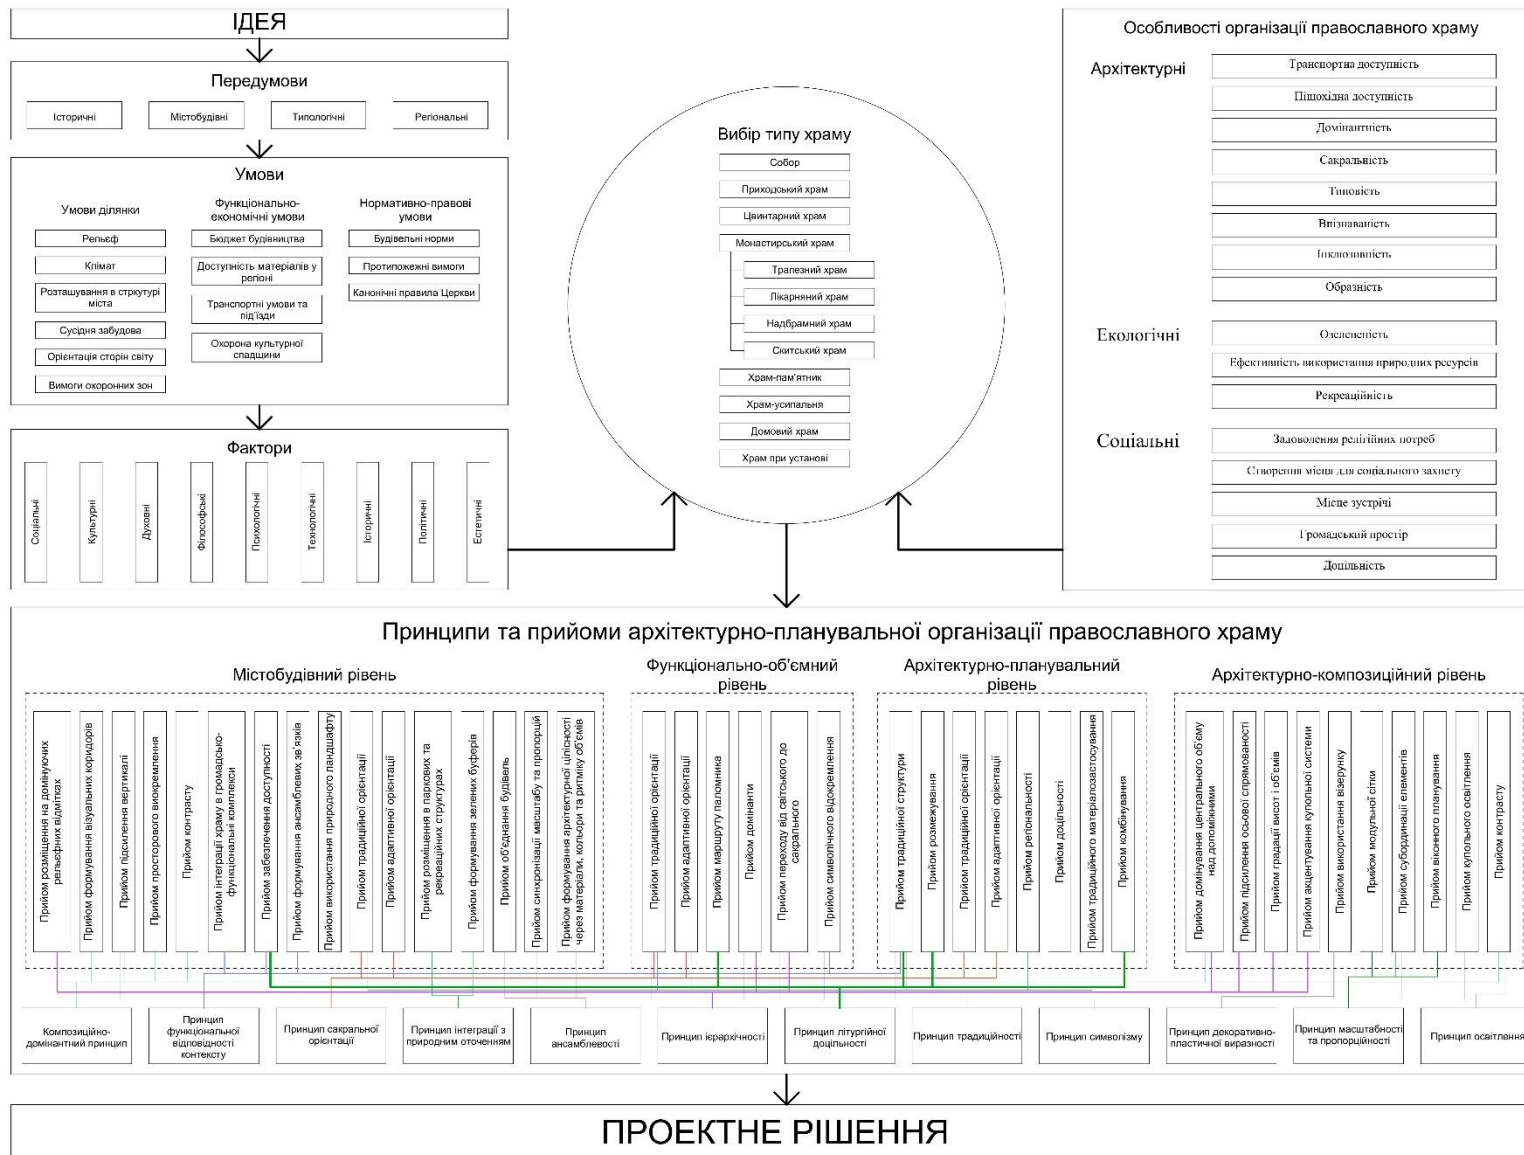 ІДЕЯ
Передумови
Історичні
Містобудівні
Типологічні
Регіональні
Умови
Умови ділянки
Рельєф
Клімат
Розташування в стркутурі
міста
Сусідня забудова
Орієнтація сторін світу
Вимоги охоронних зон
Функціонально-
економічні умови
Бюджет будівництва
Доступність матеріалів у
регіоні
Транспортні умови та
під'їзди
Охорона культурної
спадщини
Нормативно-правові
умови
Будівельні норми
Протипожежні вимоги
Канонічні правила Церкви
Фактори
Соціальні
Культурні
Духовні
Філософські
Психологічні
Технологічні
Історичні
Політичні
Естетичні
Вибір типу храму
Собор
Приходський храм
Цвинтарний храм
Монастирський храм
Трапезний храм
Лікарняний храм
Надбрамний храм
Скитський храм
Храм-пам'ятник
Храм-усипальня
Домовий храм
Храм при установі
Особливості організації православного храму
Архітектурні
Транспортна доступність
Пішохідна доступність
Домінантність
Сакральність
Типовість
Впізнаваність
Інклюзивність
Образність
Екологічні
Озелененість
Ефективність використання природних ресурсів
Рекреаційність
Соціальні
Задоволення релігійних потреб
Створення місця для соціального захисту
Місце зустрічі
Громадський простір
Доцільність
Принципи та прийоми архітектурно-планувальної організації православного храму
Містобудівний рівень
Прийом розміщення на домінуючих
рельєфних відмітках
Прийом формування візуальних коридорів
Прийом підсилення вертикалі
Прийом просторового виокремлення
Прийом контрасту
Прийом інтеграції храму в громадсько-
функціональні комплекси
Прийом забезпечення доступності
Прийом формування ансамблевих зв'язків
Прийом використання природного ландшафту
Прийом традиційної орієнтації
Прийом адаптивної орієнтації
Прийом розміщення в паркових та
рекреаційних структурах
Прийом формування зелених буферів
Прийом об'єднання будівель
Прийом синхронізації масштабу та пропорцій
Прийом формування архітектурної цілісності
через матеріали, кольори та ритміку об'ємів
Функціонально-об'ємний
рівень
Прийом традиційної орієнтації
Прийом адаптивної орієнтації
Прийом маршруту паломника
Прийом домінанти
Прийом переходу від світського до
сакрального
Прийом символічного відокремлення
Архітектурно-планувальний
рівень
Прийом традиційної структури
Прийом розмежування
Прийом традиційної орієнтації
Прийом адаптивної орієнтації
Прийом регіональності
Прийом доцільності
Прийом традиційного матеріалозастосування
Прийом комбінування
Архітектурно-композиційний рівень
Прийом домінування центрального об'єму
над допоміжними
Прийом підсилення осьової спрямованості
Прийом градації висот і об'ємів
Прийом акцентування купольної системи
Прийом використання візерунку
Прийом модульної сітки
Прийом субординації елементів
Прийом віконного планування
Прийом купольного освітлення
Прийом контрасту
Композиційно-
домінантний принцип
Принцип
функціональної
відповідності
контексту
Принцип сакральної
орієнтації
Принцип інтеграції з
природним оточенням
Принцип
ансамблевості
Принцип ієрархічності
Принцип літургійної
доцільності
Принцип традиційності
Принцип символізму
Принцип декоративно-
пластичної виразності
Принцип масштабності
та пропорційності
Принцип освітлення
ПРОЕКТНЕ РІШЕННЯ